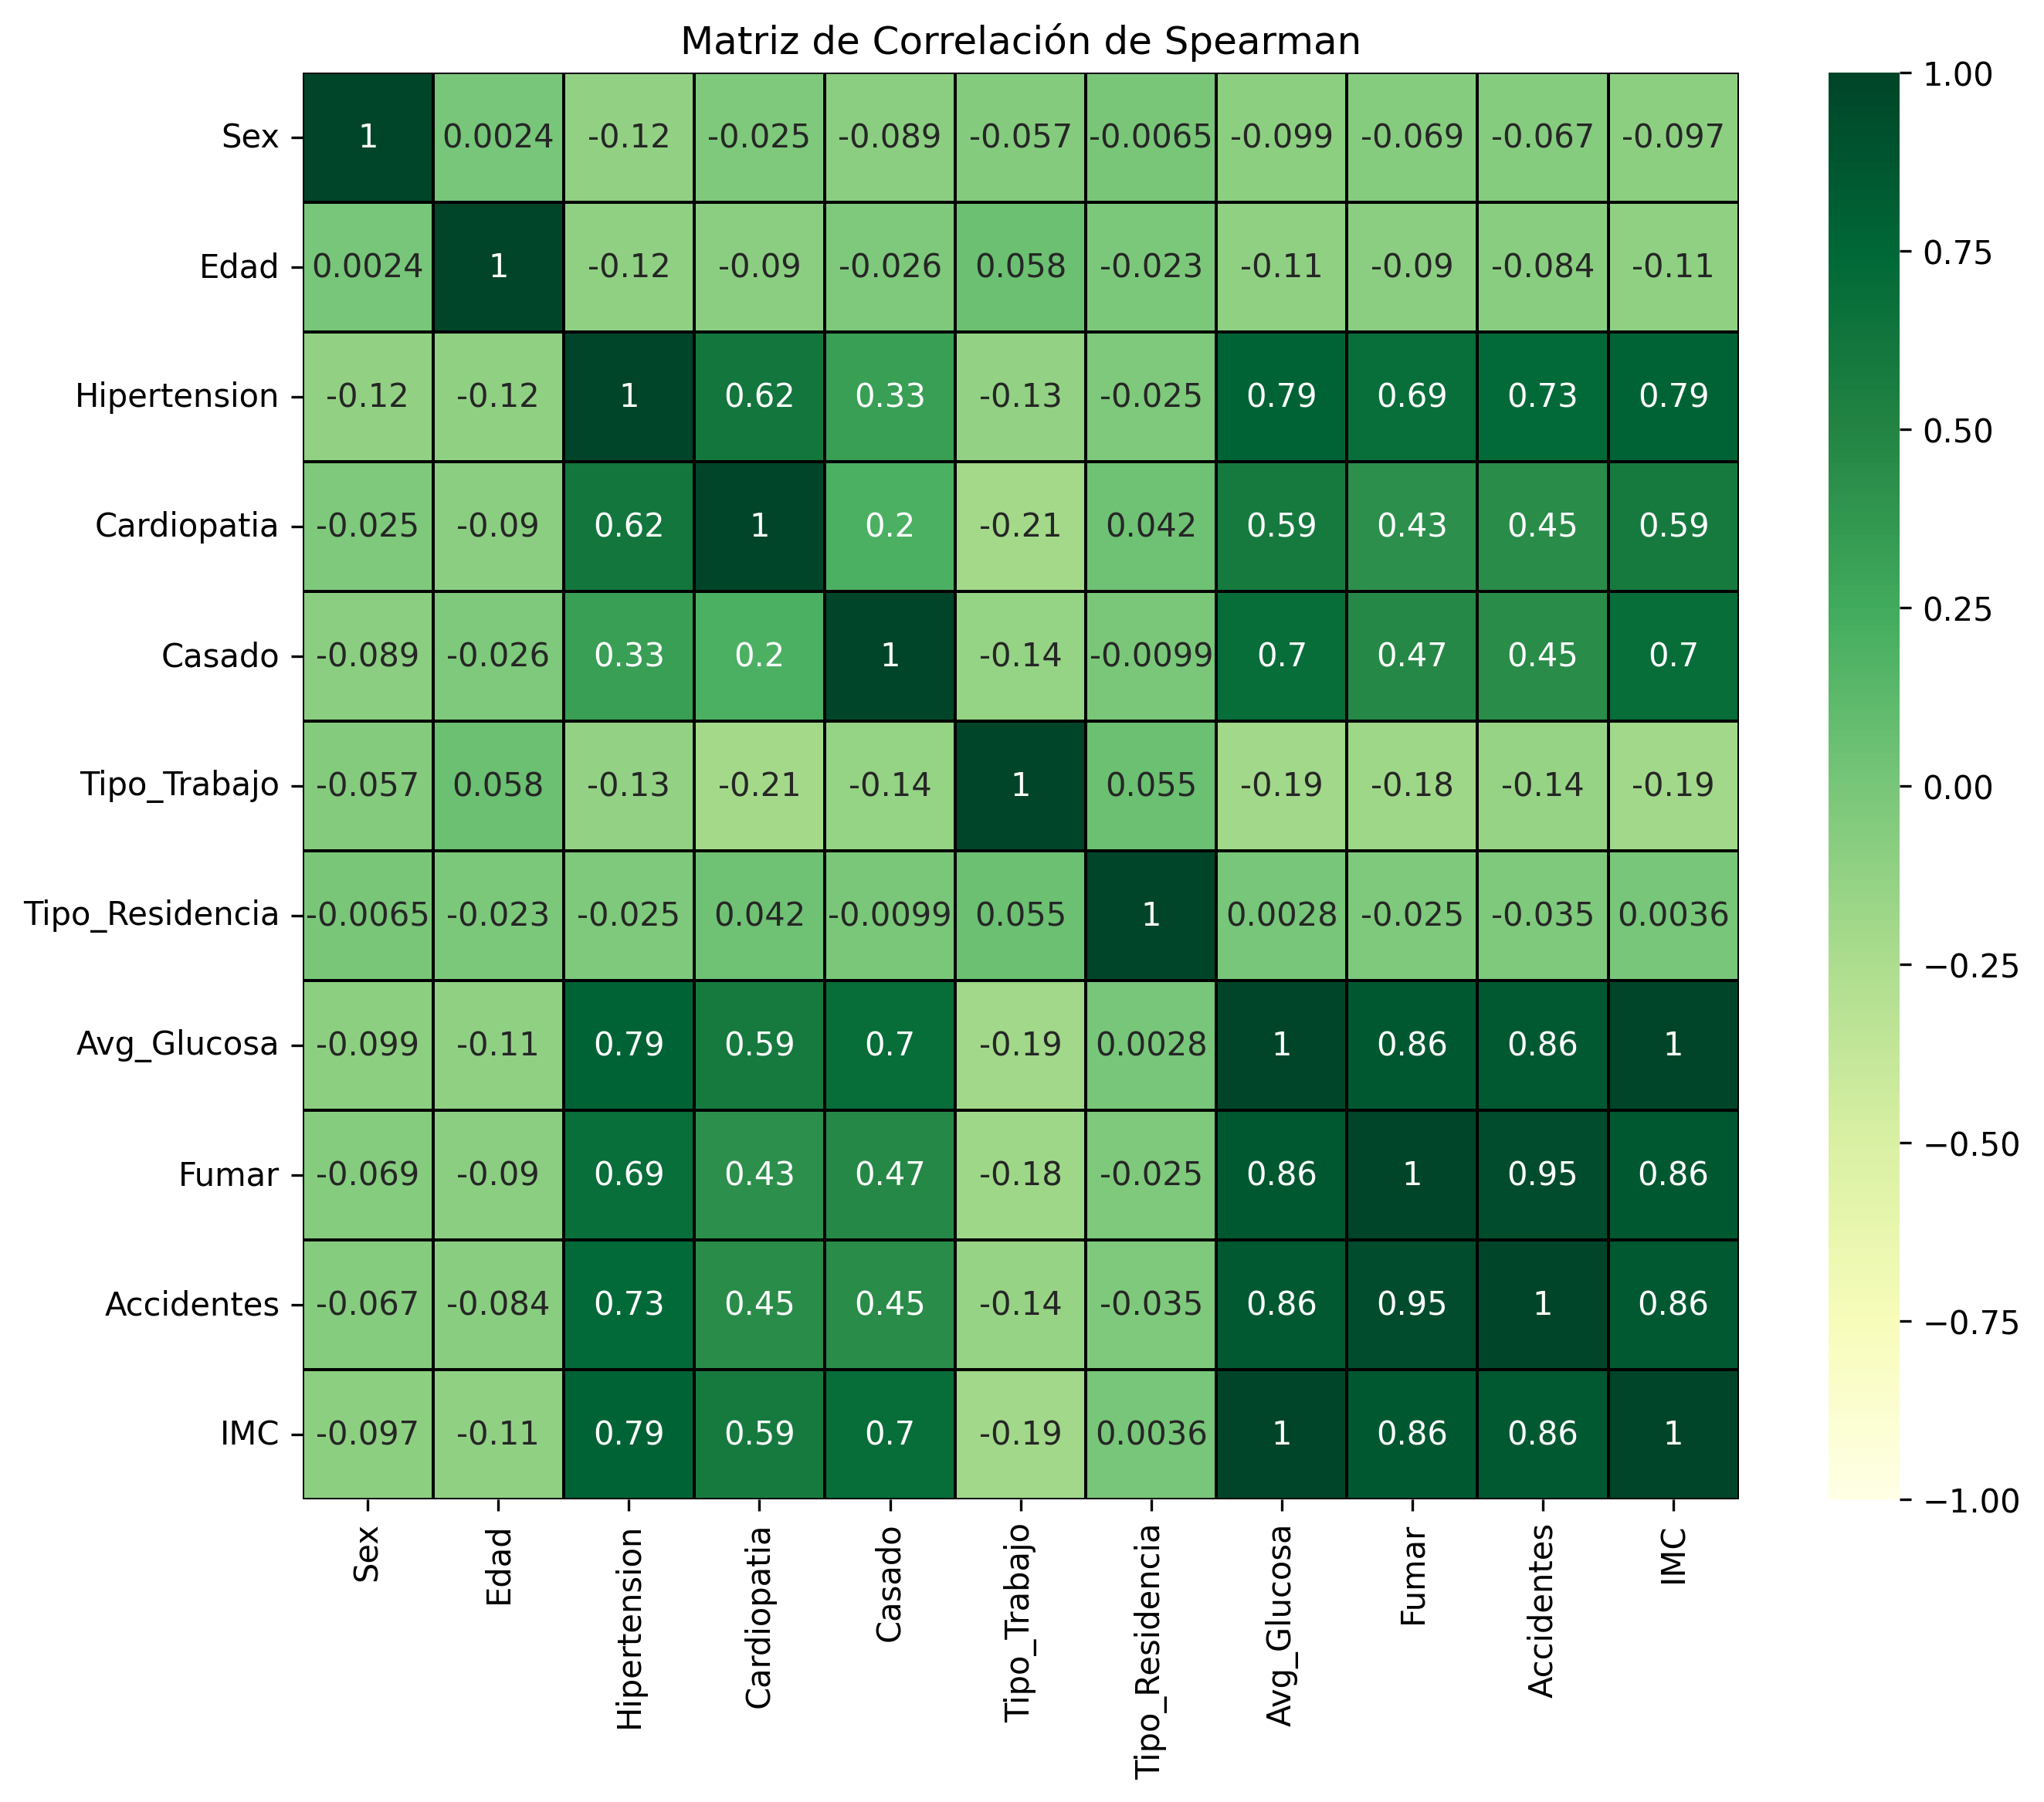 Matriz de Correlación de Spearman
Sex 1 0.0024 -0.12 -0.025 -0.089 -0.057 -0.0065 -0.099 -0.069 -0.067 -0.097
Edad 0.0024 1 -0.12 -0.09 -0.026 0.058 -0.023 -0.11 -0.09 -0.084 -0.11
Hipertension -0.12 -0.12 1 0.62 0.33 -0.13 -0.025 0.79 0.69 0.73 0.79
Cardiopatia -0.025 -0.09 0.62 1 0.2 -0.21 0.042 0.59 0.43 0.45 0.59
Casado -0.089 -0.026 0.33 0.2 1 -0.14 -0.0099 0.7 0.47 0.45 0.7
Tipo_Trabajo -0.057 0.058 -0.13 -0.21 -0.14 1 0.055 -0.19 -0.18 -0.14 -0.19
Tipo_Residencia -0.0065 -0.023 -0.025 0.042 -0.0099 0.055 1 0.0028 -0.025 -0.035 0.0036
Avg_Glucosa -0.099 -0.11 0.79 0.59 0.7 -0.19 0.0028 1 0.86 0.86 1
Fumar -0.069 -0.09 0.69 0.43 0.47 -0.18 -0.025 0.86 1 0.95 0.86
Accidentes -0.067 -0.084 0.73 0.45 0.45 -0.14 -0.035 0.86 0.95 1 0.86
IMC -0.097 -0.11 0.79 0.59 0.7 -0.19 0.0036 1 0.86 0.86 1
Sex Edad Hipertension Cardiopatia Casado Tipo_Trabajo Tipo_Residencia Avg_Glucosa Fumar Accidentes IMC
1.00
0.75
0.50
0.25
0.00
−0.25
−0.50
−0.75
−1.00